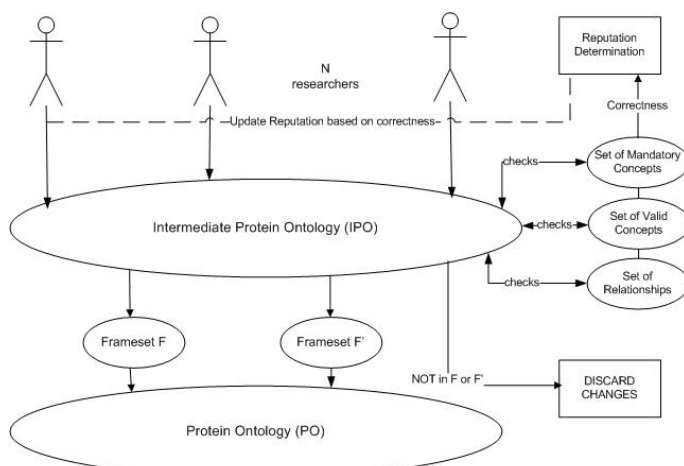 N
researchers
Reputation
Determination
Correctness
Update Reputation based on correctness
checks
Set of Mandatory
Concepts
Intermediate Protein Ontology (IPO)
checks
Set of Valid
Concepts
checks
Set of
Relationships
Frameset F
Frameset F'
NOT in F or F'
DISCARD
CHANGES
Protein Ontology (PO)